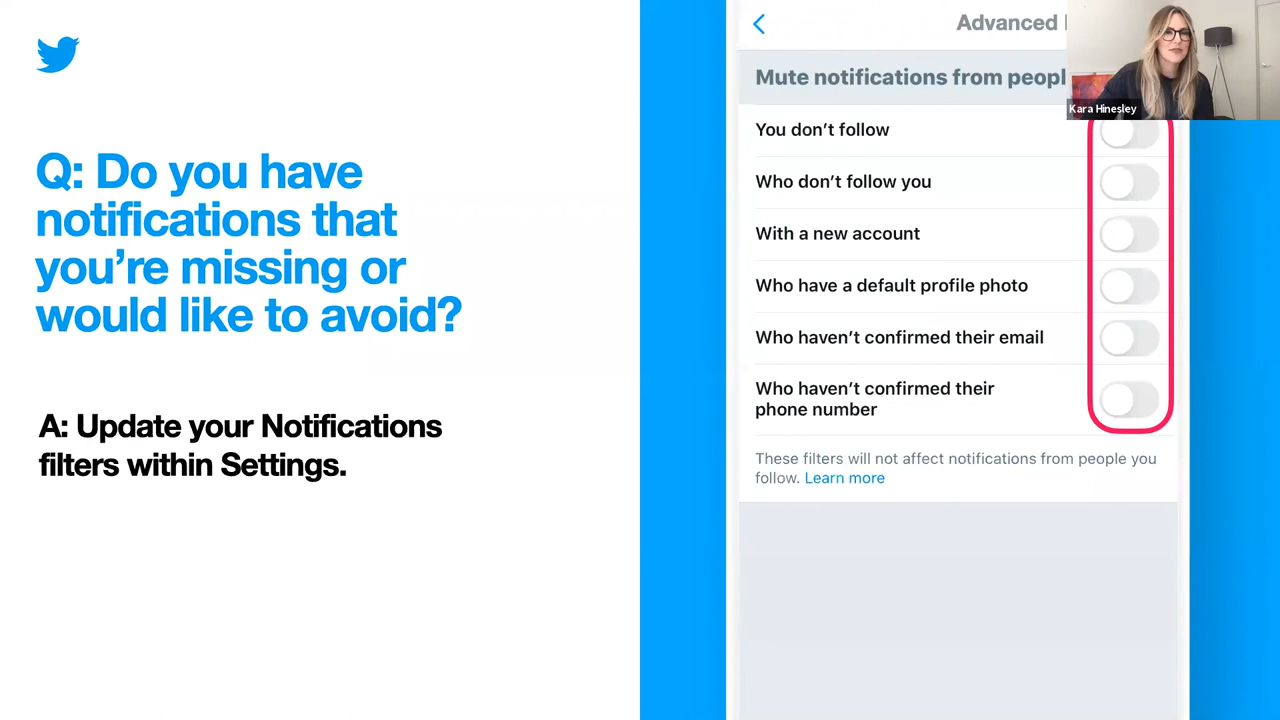 Q: Do you have
notifications that
you're missing or
would like to avoid?
A: Update your Notifications
filters within Settings.
Advanced
Mute notifications from
You don't follow
Who don't follow you
With a new account
Who have a default profile photo
Who haven't confirmed their email
Who haven't confirmed their
phone number
These filters will not affect notifications from people you
follow. Learn more
Kara Hinesley